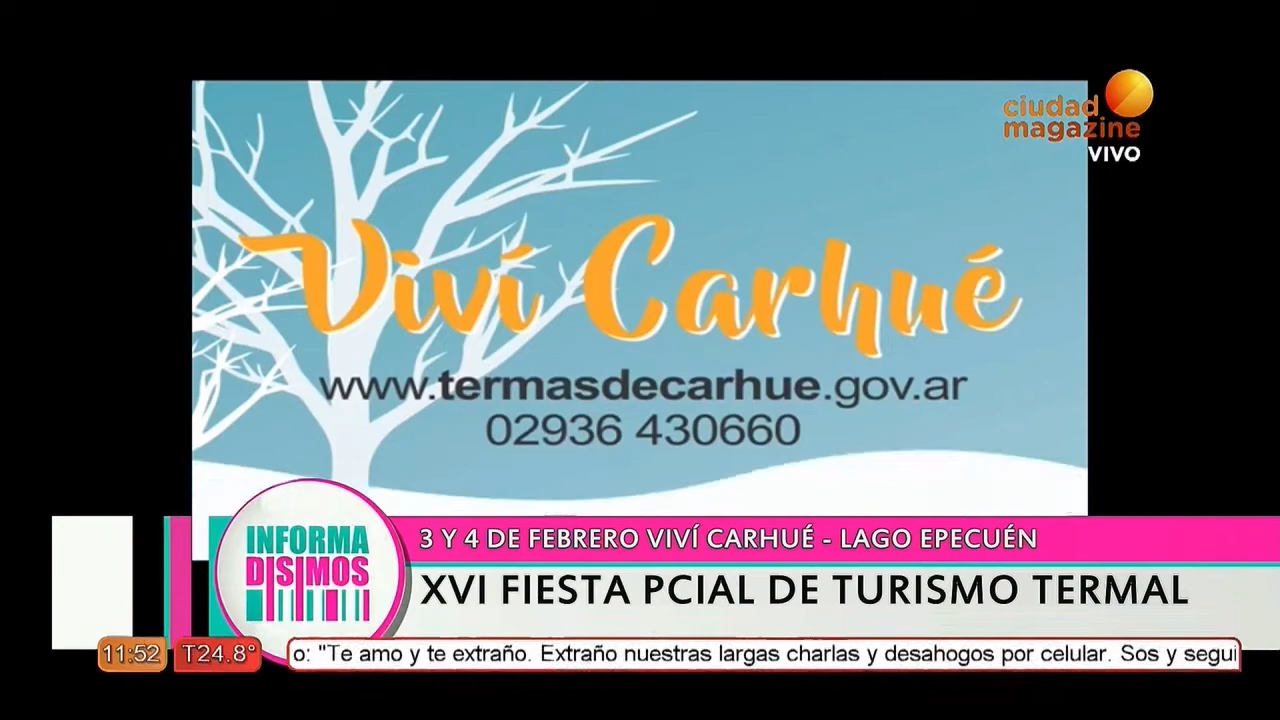 ciudad
magazine
VIVO
Viví Carhué
www.termasdecarhue.gov.ar
02936 430660
INFORMA
DISIMOS
3 Y 4 DE FEBRERO VIVÍ CARHUÉ - LAGO EPECUÉN
XVI FIESTA PCIAL DE TURISMO TERMAL
11:52 T24.8° o: "Te amo y te extraño. Extraño nuestras largas charlas y desahogos por celular. Sos y segui